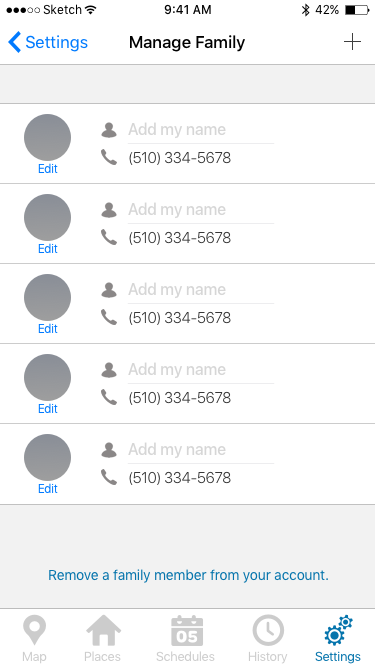 Sketch 9:41 AM 42%
Settings Manage Family
Add my name
(510) 334-5678
Edit
Add my name
(510) 334-5678
Edit
Add my name
(510) 334-5678
Edit
Add my name
(510) 334-5678
Edit
Add my name
(510) 334-5678
Edit
Remove a family member from your account.
05
Map Places Schedules History Settings